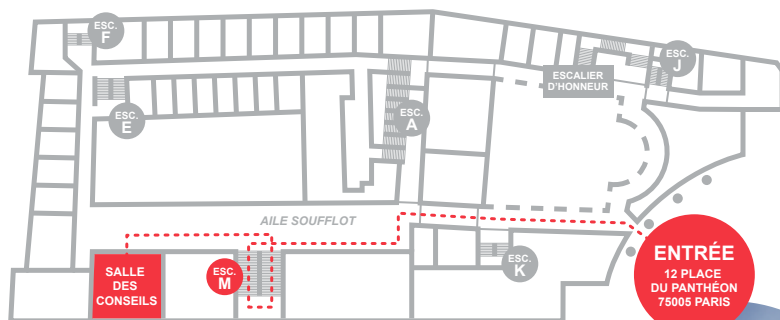 ESC.
F
ESC.
J
ESCALIER
D'HONNEUR
ESC.
E
ESC.
A
AILE SOUFFLOT
SALLE
DES
CONSEILS
ESC.
M
ESC.
K
ENTRÉE
12 PLACE
DU PANTHÉON
75005 PARIS